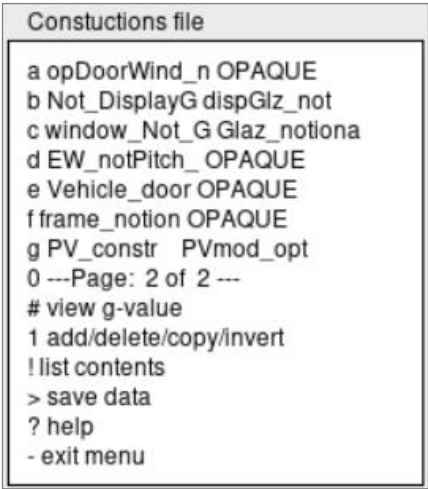 Constuctions file
a opDoorWind_n OPAQUE
b Not_DisplayG dispGlz_not
c window_Not_G Glaz_notiona
d EW_notPitch_ OPAQUE
e Vehicle_door OPAQUE
f frame_notion OPAQUE
g PV_constr PVmod_opt
0 ---Page: 2 of 2 ---
# view g-value
1 add/delete/copy/invert
! list contents
> save data
? help
- exit menu